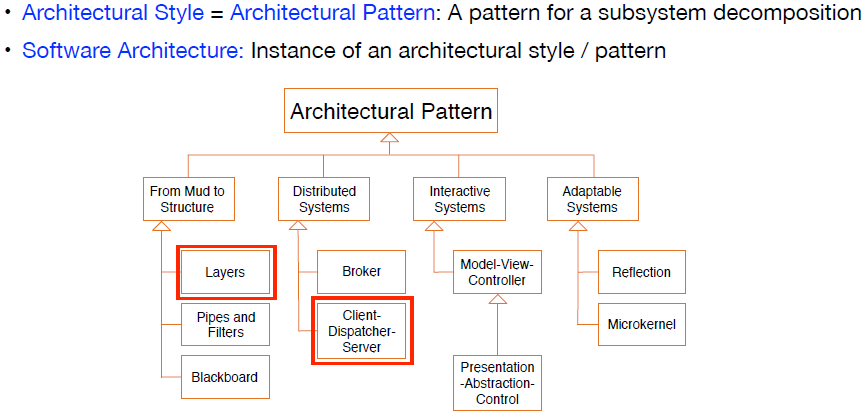 • Architectural Style = Architectural Pattern: A pattern for a subsystem decomposition
• Software Architecture: Instance of an architectural style / pattern
Architectural Pattern
From Mud to
Structure
Distributed
Systems
Interactive
Systems
Adaptable
Systems
Layers
Broker
Model-View-
Controller
Reflection
Pipes and
Filters
Client-
Dispatcher-
Server
Microkernel
Blackboard
Presentation
-Abstraction-
Control